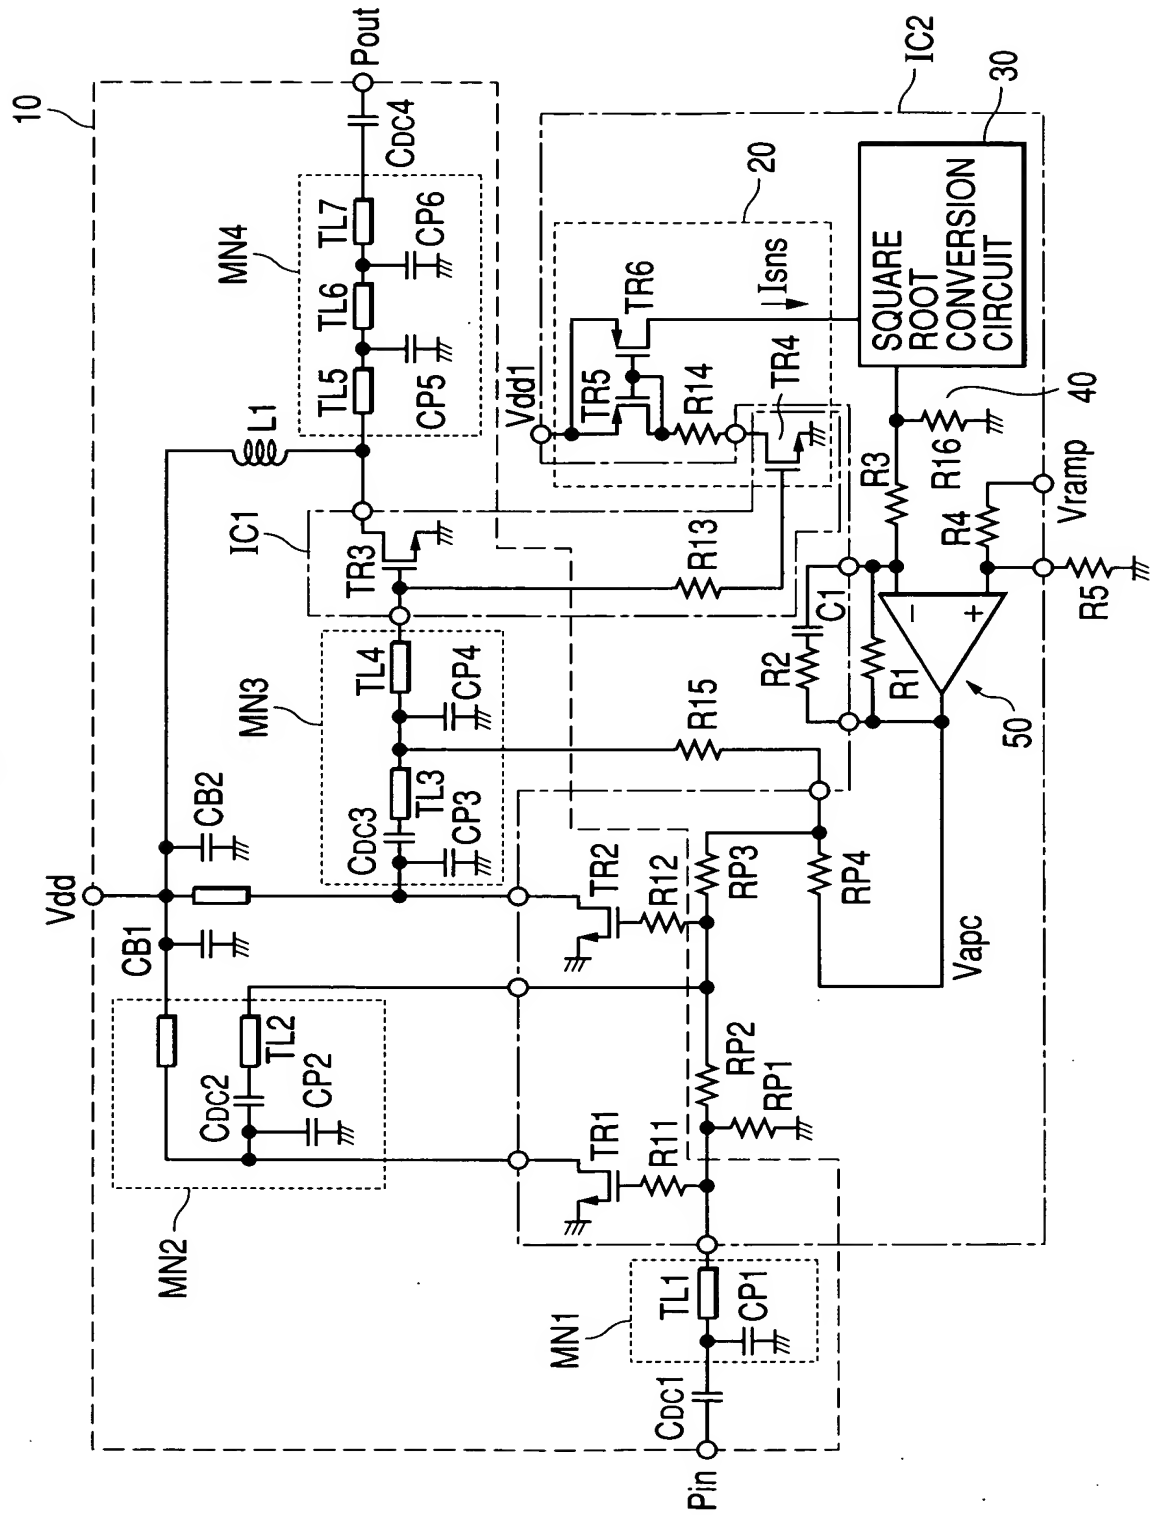 10
Pout
CDC4
MN4
TL7
CP6
TL6
TL5
CP5
L1
IC2
30
20
SQUARE
ROOT
CONVERSION
CIRCUIT
Isns
TR6
TR5
Vdd1
R14
TR4
40
R16
R3
R4
Vramp
R5
IC1
TR3
R13
C1
R2
R1
−
+
50
MN3
TL4
CP4
TL3
CDC3
CP3
R15
CB2
Vdd
CB1
TR2
R12
RP3
RP4
Vapc
TL2
CDC2
CP2
MN2
RP2
RP1
TR1
R11
MN1
TL1
CP1
CDC1
Pin